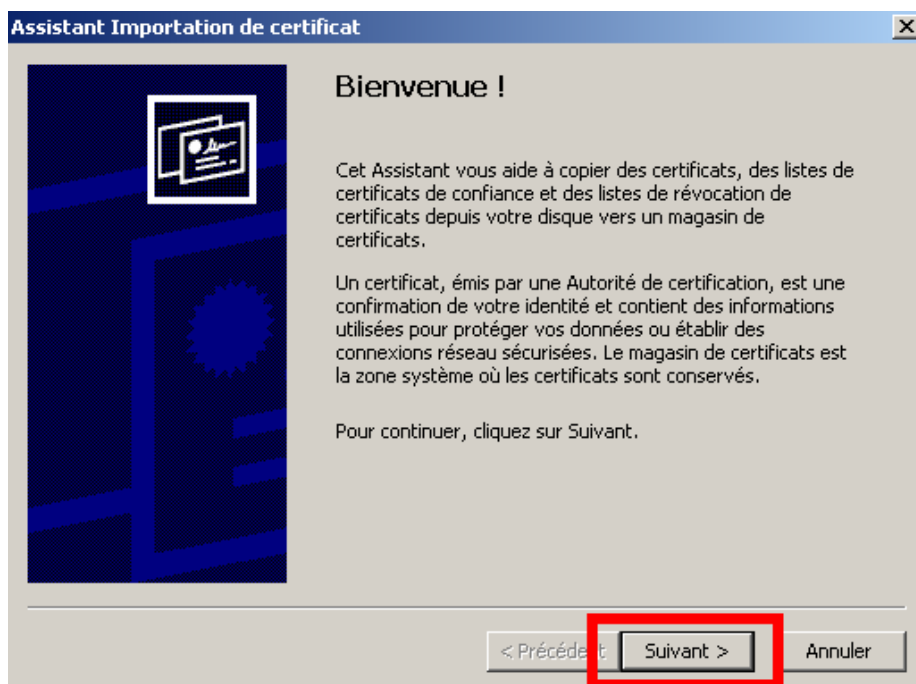 Assistant Importation de certificat
Bienvenue !
Cet Assistant vous aide à copier des certificats, des listes de
certificats de confiance et des listes de révocation de
certificats depuis votre disque vers un magasin de
certificats.
Un certificat, émis par une Autorité de certification, est une
confirmation de votre identité et contient des informations
utilisées pour protéger vos données ou établir des
connexions réseau sécurisées. Le magasin de certificats est
la zone système où les certificats sont conservés.
Pour continuer, cliquez sur Suivant.
< Précédent Suivant > Annuler